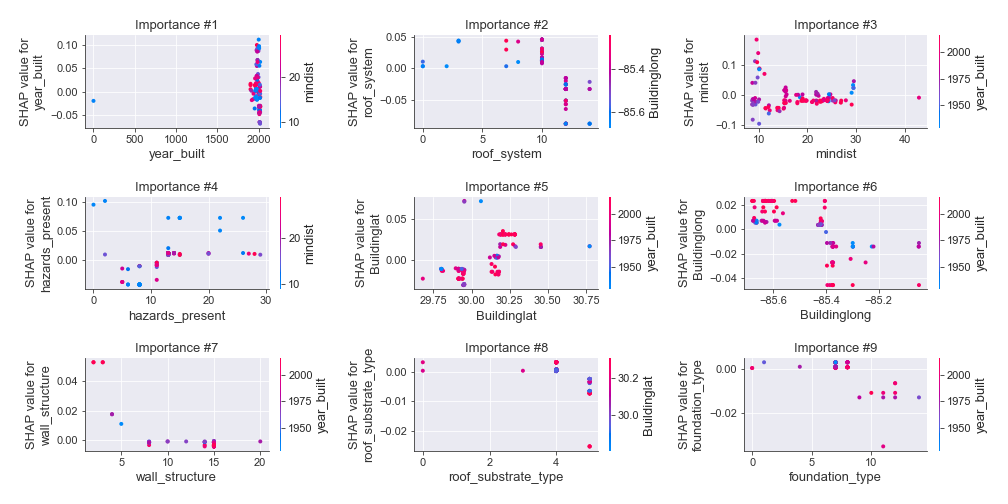 Importance #1
0.10
0.05
0.00
−0.05
SHAP value for
year_built
0
500
1000
1500
2000
year_built
20
10
mindist
Importance #2
0.05
0.00
−0.05
SHAP value for
roof_system
0
5
10
roof_system
−85.4
−85.6
Buildinglong
Importance #3
0.1
0.0
−0.1
SHAP value for
mindist
10
20
30
40
mindist
2000
1975
1950
year_built
Importance #4
0.10
0.05
0.00
SHAP value for
hazards_present
0
10
20
30
hazards_present
20
10
mindist
Importance #5
0.05
0.00
SHAP value for
Buildinglat
29.75
30.00
30.25
30.50
30.75
Buildinglat
2000
1975
1950
year_built
Importance #6
0.02
0.00
−0.02
−0.04
SHAP value for
Buildinglong
−85.6
−85.4
−85.2
Buildinglong
2000
1975
1950
year_built
Importance #7
0.04
0.02
0.00
SHAP value for
wall_structure
5
10
15
20
wall_structure
2000
1975
1950
year_built
Importance #8
0.00
−0.01
−0.02
SHAP value for
roof_substrate_type
0
2
4
roof_substrate_type
30.2
30.0
Buildinglat
Importance #9
0.00
−0.02
SHAP value for
foundation_type
0
5
10
foundation_type
2000
1975
1950
year_built